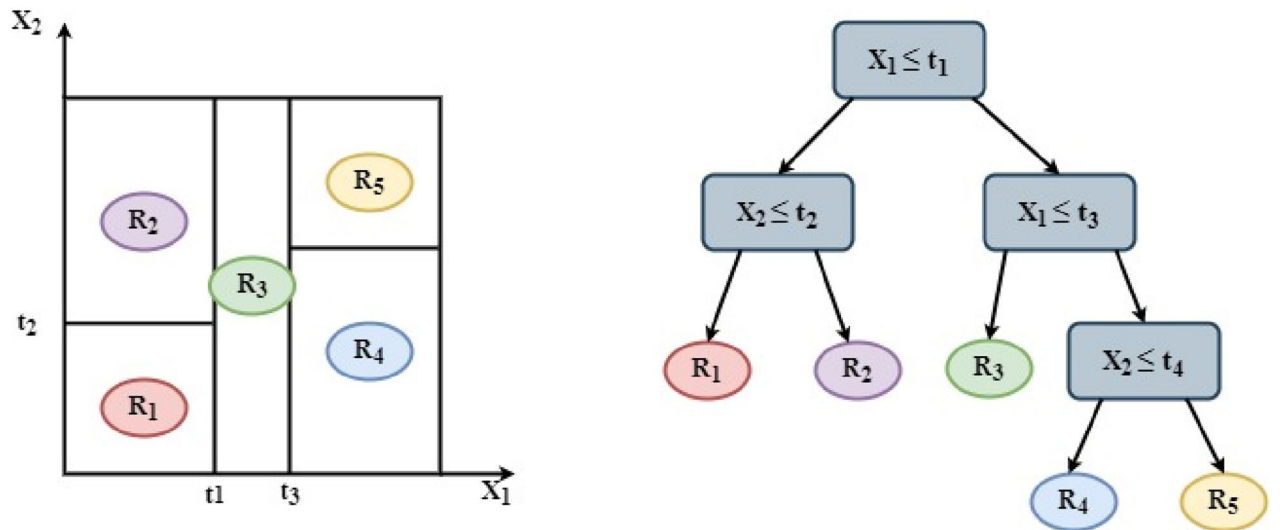 X₂
R₂
R₅
R₃
t₂
R₄
R₁
t1
t₃
X₁
X₁ ≤ t₁
X₂ ≤ t₂
X₁ ≤ t₃
R₁
R₂
R₃
X₂ ≤ t₄
R₄
R₅